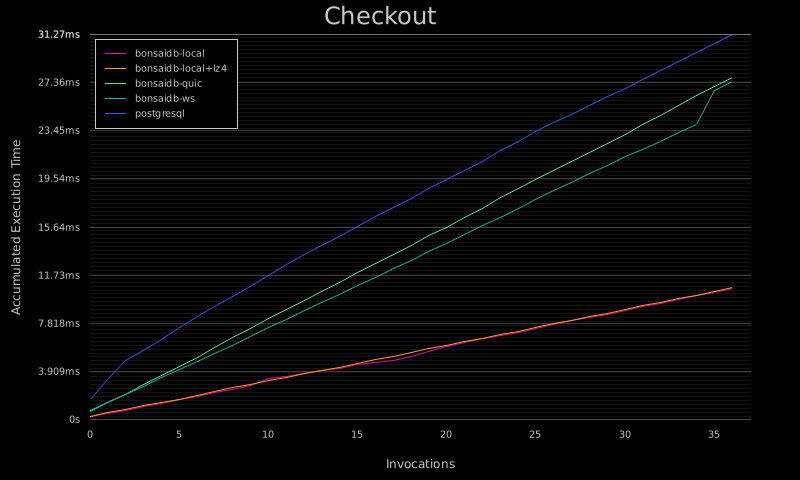 Checkout
31.27ms
27.36ms
23.45ms
19.54ms
15.64ms
11.73ms
7.818ms
3.909ms
0s
bonsaidb-local
bonsaidb-local+lz4
bonsaidb-quic
bonsaidb-ws
postgresql
Accumulated Execution Time
0 5 10 15 20 25 30 35
Invocations